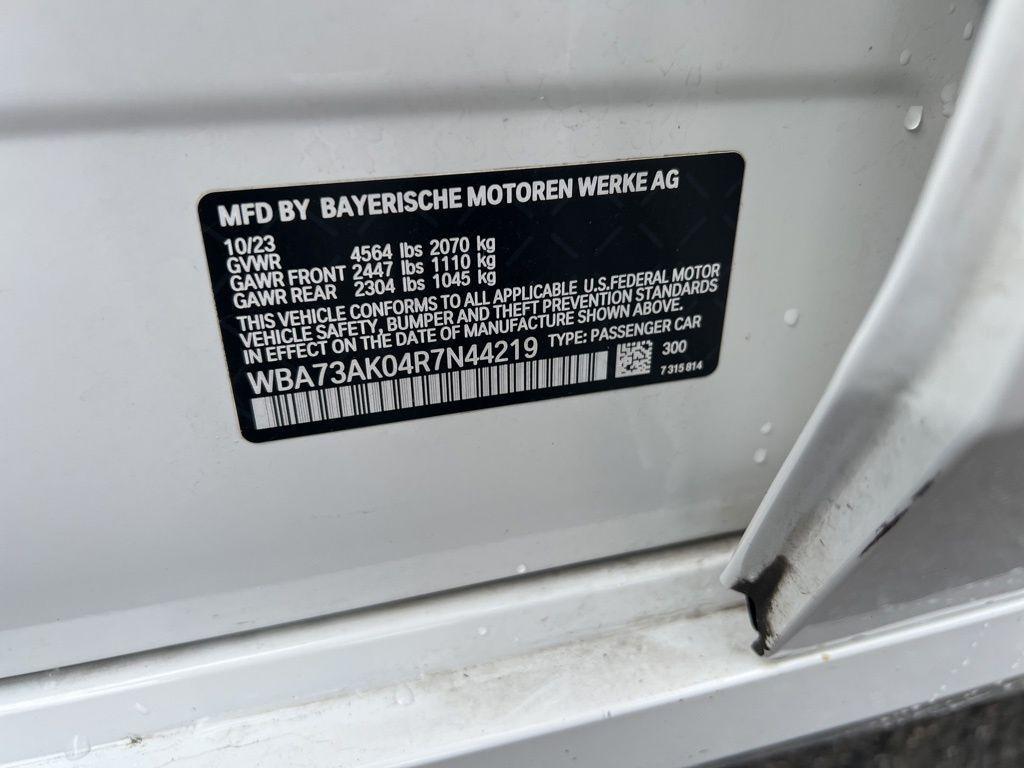 MFD BY BAYERISCHE MOTOREN WERKE AG
10/23
GVWR 4564 lbs 2070 kg
GAWR FRONT 2447 lbs 1110 kg
GAWR REAR 2304 lbs 1045 kg
THIS VEHICLE CONFORMS TO ALL APPLICABLE U.S.FEDERAL MOTOR
VEHICLE SAFETY, BUMPER AND THEFT PREVENTION STANDARDS
IN EFFECT ON THE DATE OF MANUFACTURE SHOWN ABOVE.
WBA73AK04R7N44219 TYPE: PASSENGER CAR
300
7 315 814